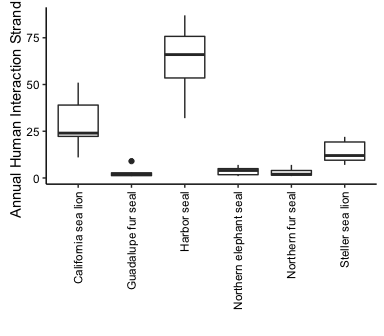 Annual Human Interaction Strand
75
50
25
0
California sea lion
Guadalupe fur seal
Harbor seal
Northern elephant seal
Northern fur seal
Steller sea lion